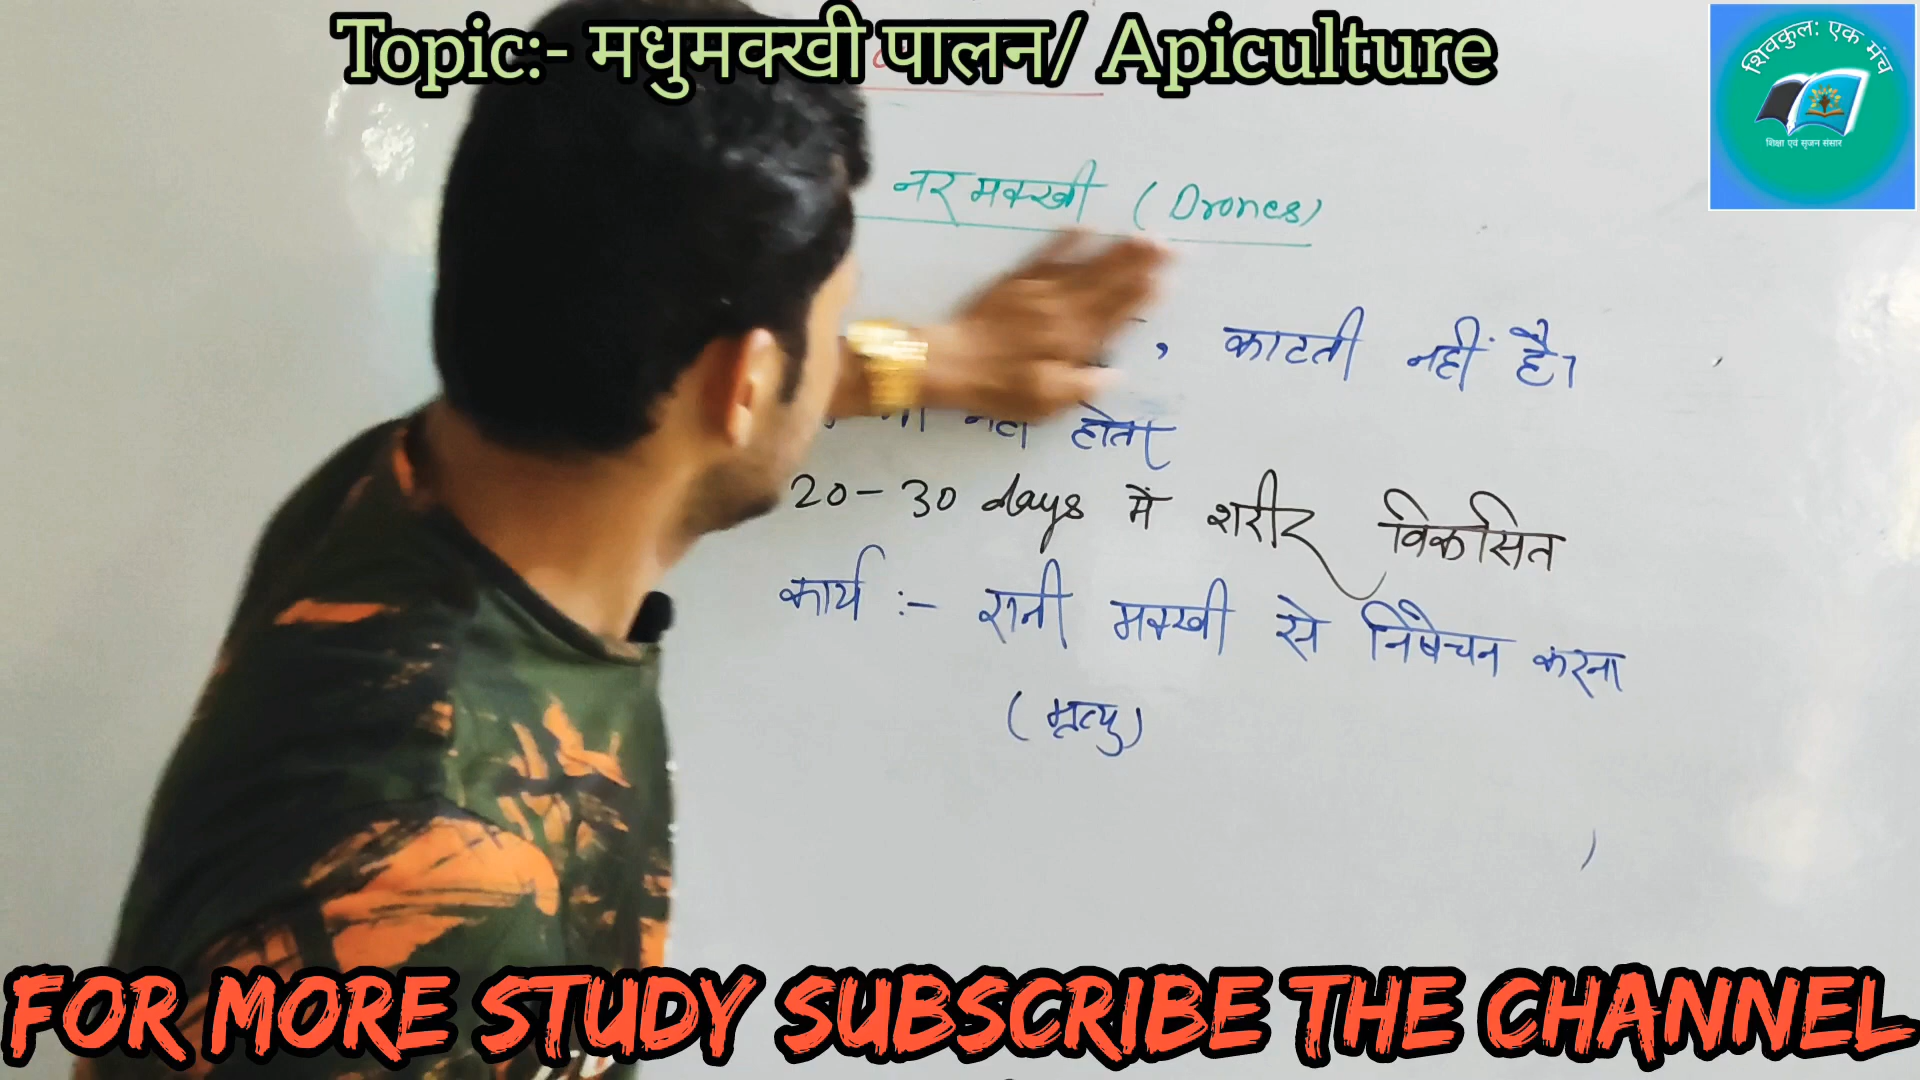 Topic:- मधुमक्खी पालन/ Apiculture
शिवकुल: एक मंच
शिक्षा एवं सृजन संसार
नर मक्खी (Drones)
, काटती नहीं है।
होता
20-30 days में शरीर विकसित
कार्य :- रानी मक्खी से निषेचन करना
(मृत्यु)
FOR MORE STUDY SUBSCRIBE THE CHANNEL